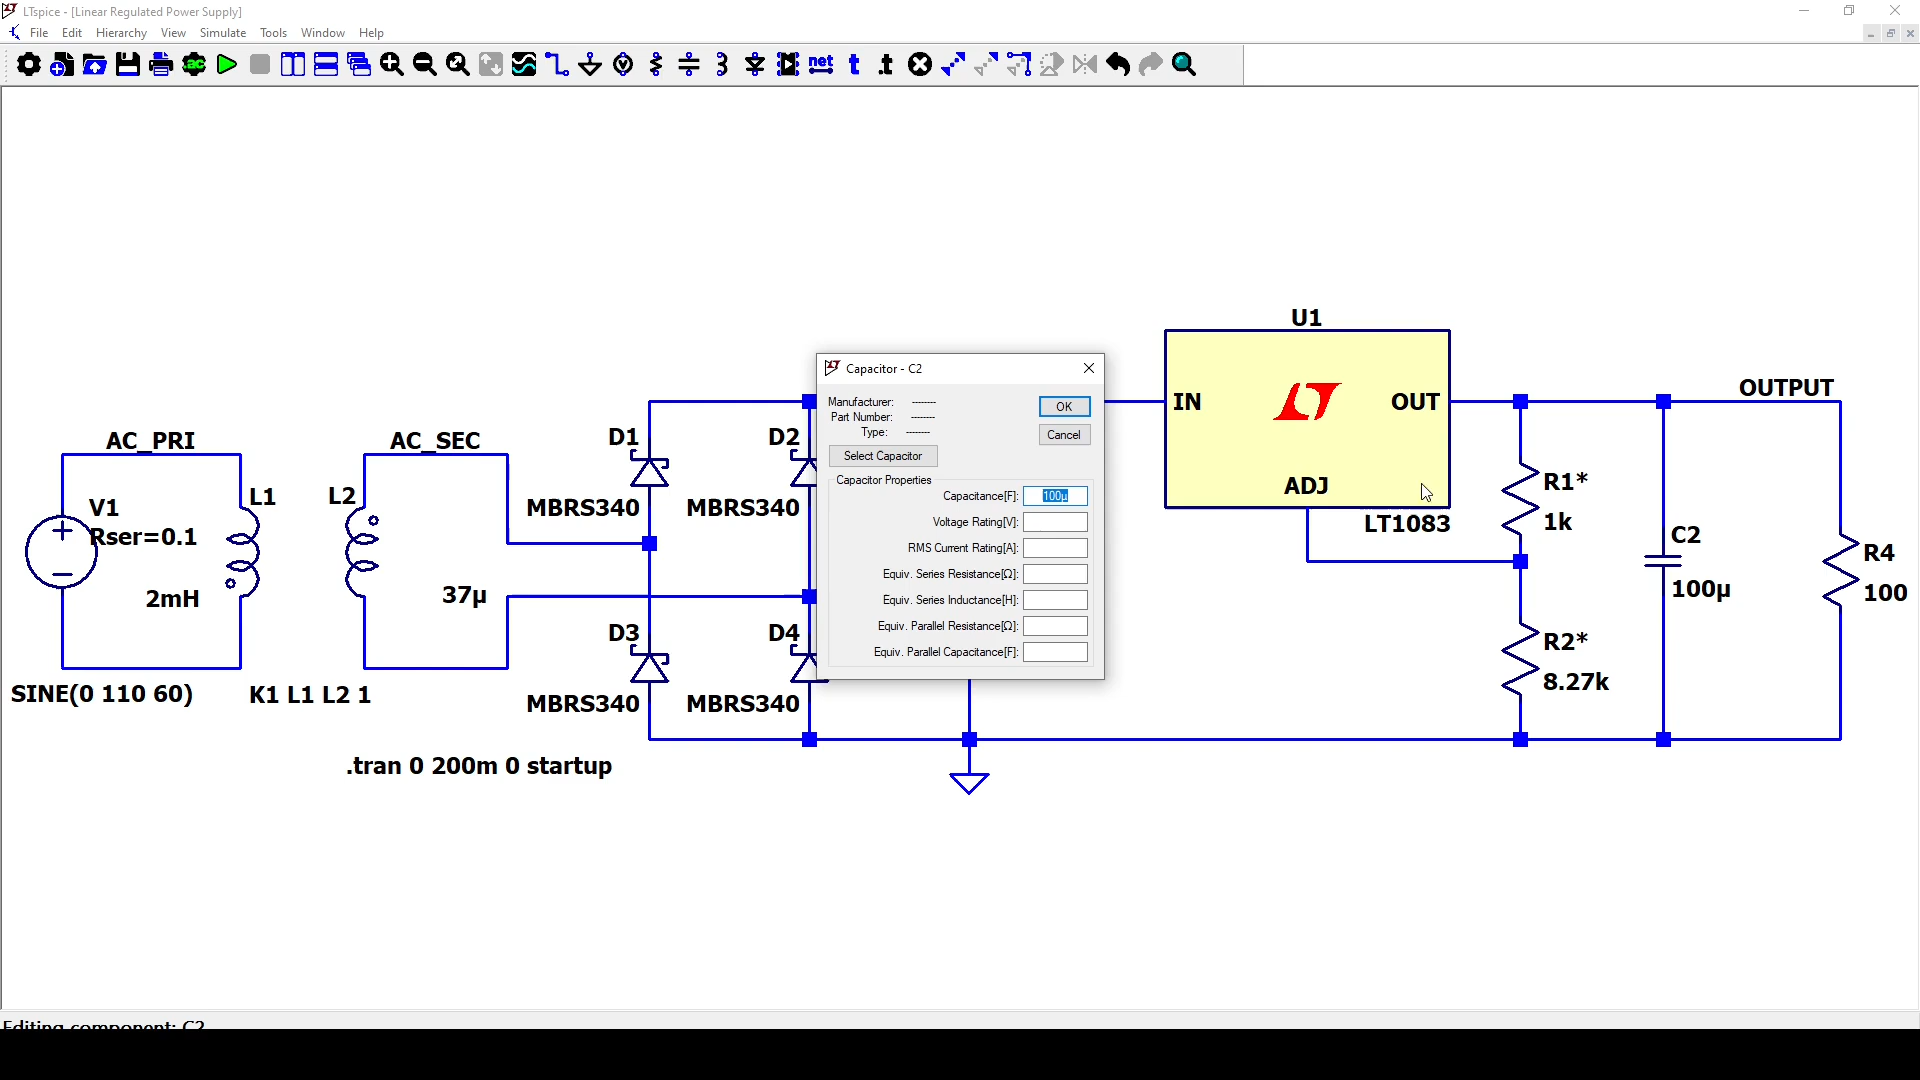 LTspice - [Linear Regulated Power Supply]
File Edit Hierarchy View Simulate Tools Window Help
ac net t .t
U1
Capacitor - C2
Manufacturer: --------
Part Number: --------
Type: --------
OK
Cancel
Select Capacitor
Capacitor Properties
Capacitance[F]: 100µ
Voltage Rating[V]:
RMS Current Rating[A]:
Equiv. Series Resistance[Ω]:
Equiv. Series Inductance[H]:
Equiv. Parallel Resistance[Ω]:
Equiv. Parallel Capacitance[F]:
IN OUT
ADJ
LT1083
OUTPUT
AC_PRI AC_SEC
V1
Rser=0.1
L1
L2
2mH
37µ
D1
MBRS340
D2
MBRS340
D3
MBRS340
D4
MBRS340
R1*
1k
R2*
8.27k
C2
100µ
R4
100
SINE(0 110 60)
K1 L1 L2 1
.tran 0 200m 0 startup
Editing component: C2